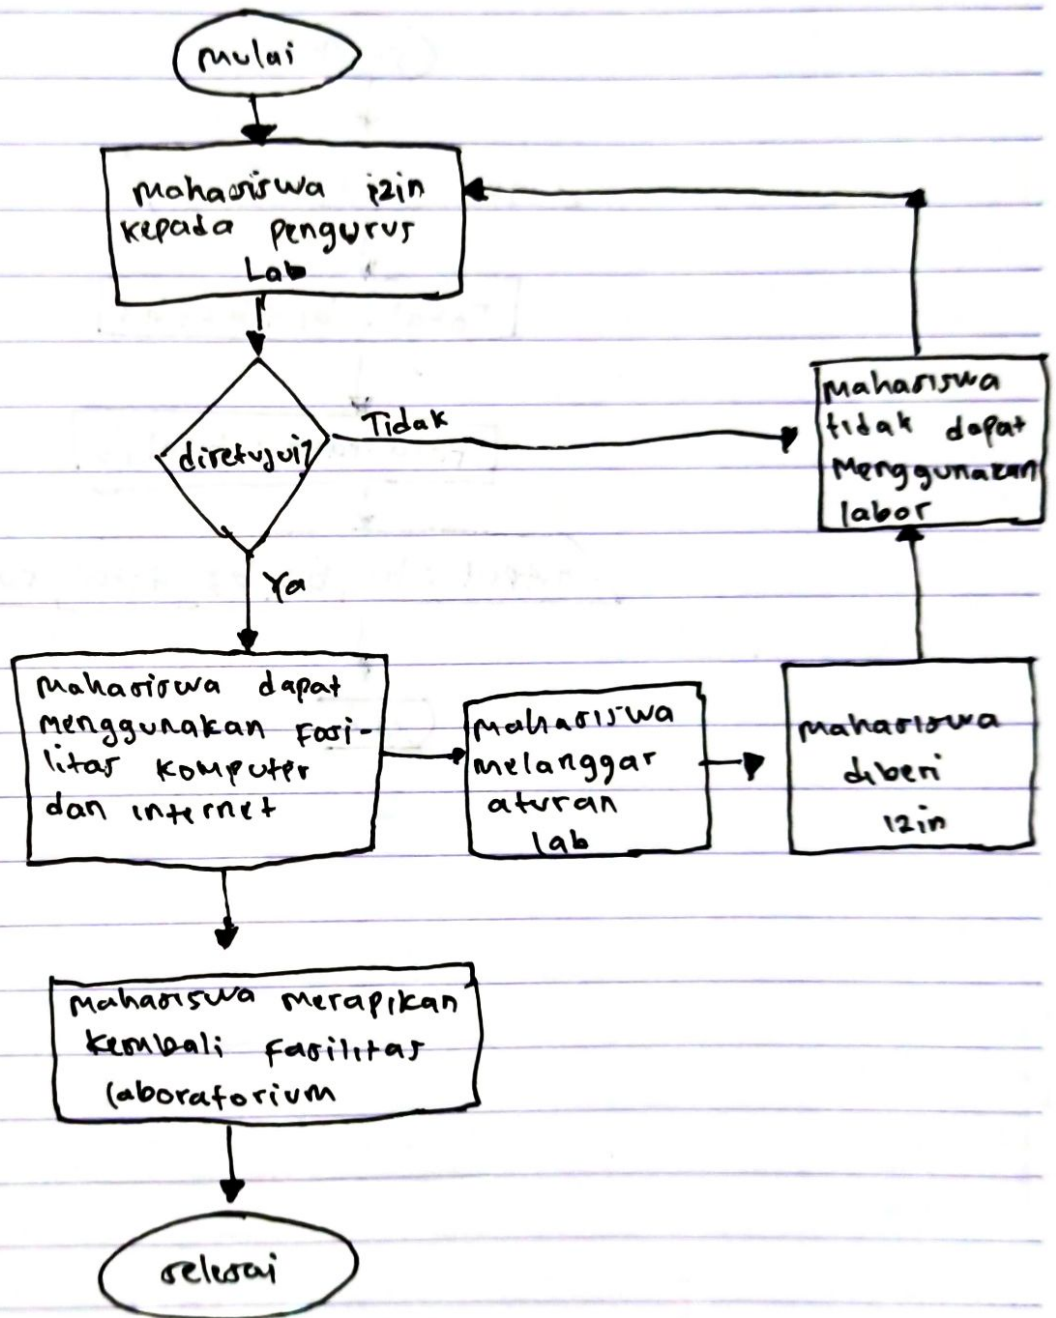 mulai
Mahasiswa izin
kepada pengurus
Lab
disetujui?
Tidak
Mahasiswa
tidak dapat
Menggunakan
labor
Ya
Mahasiswa dapat
menggunakan Fasi-
litas Komputer
dan internet
Mahasiswa
melanggar
aturan
lab
Mahasiswa
diberi
izin
Mahasiswa merapikan
kembali Fasilitas
laboratorium
selesai